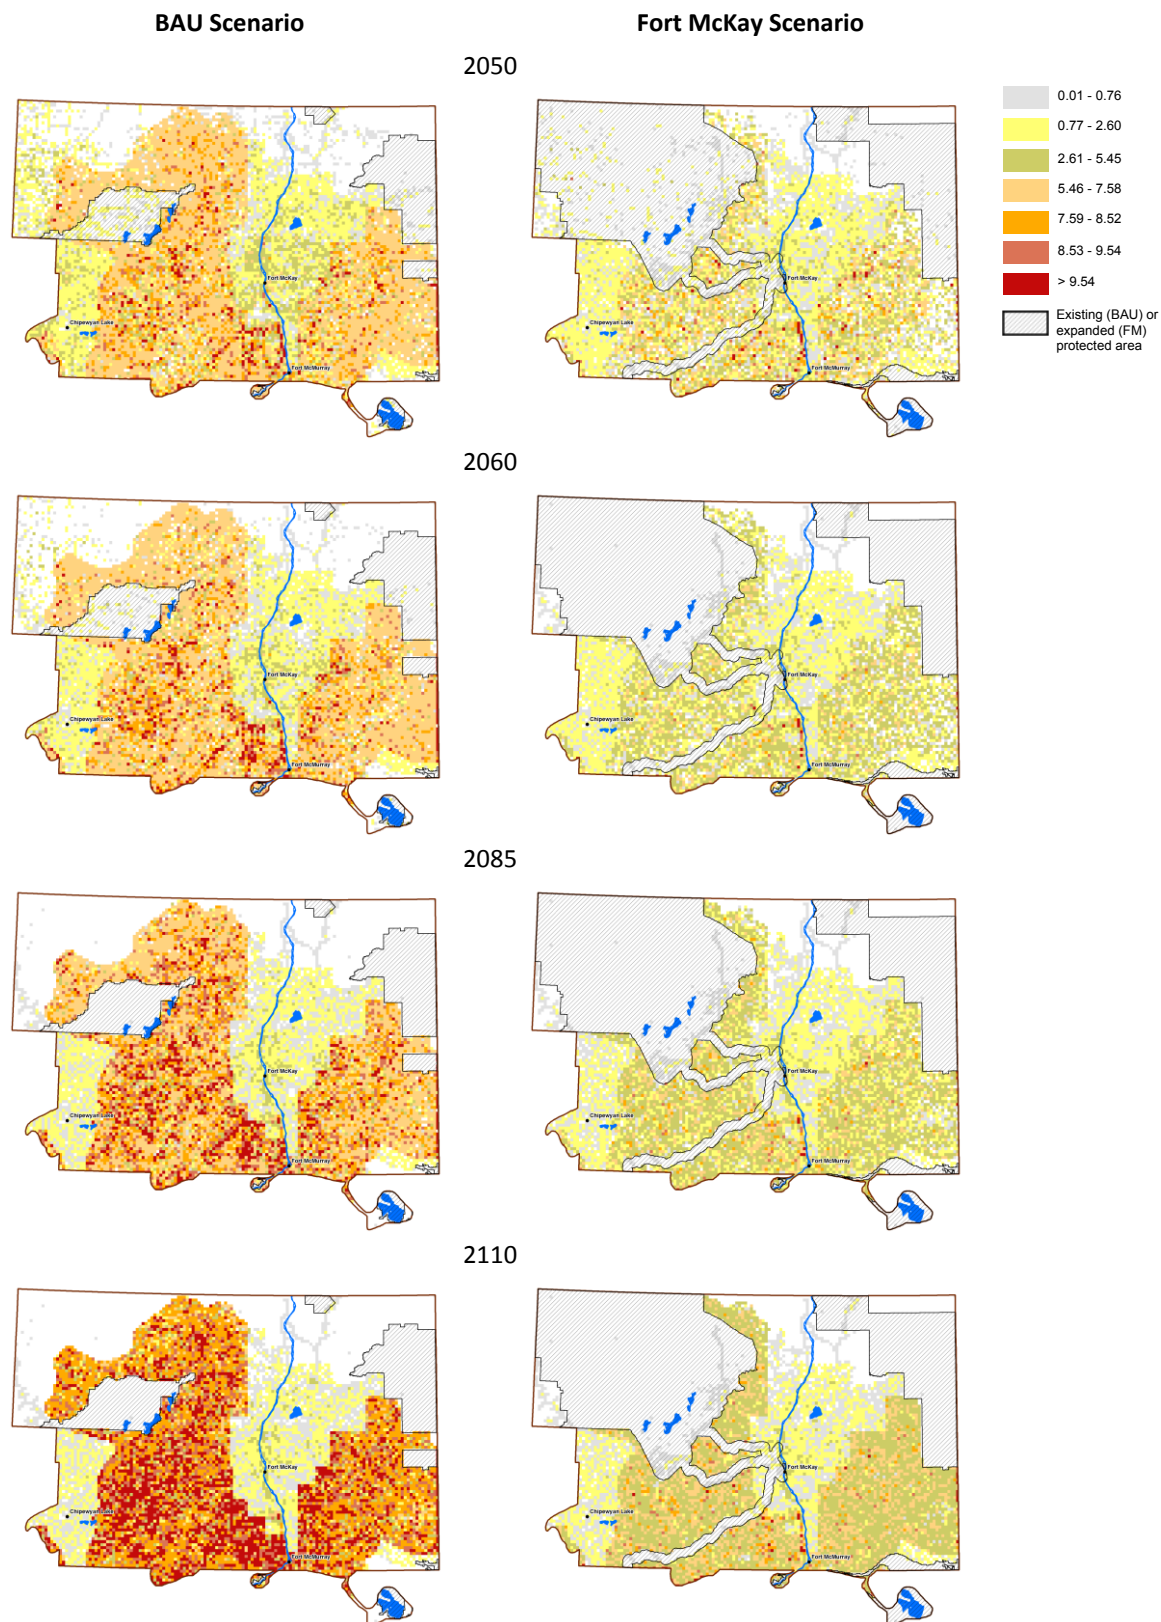 BAU Scenario
Fort McKay Scenario
2050
0.01 - 0.76
0.77 - 2.60
2.61 - 5.45
5.46 - 7.58
7.59 - 8.52
8.53 - 9.54
> 9.54
Existing (BAU) or
expanded (FM)
protected area
Fort McKay
Chipewyan Lake
Fort McMurray
Fort McKay
Chipewyan Lake
Fort McMurray
2060
Fort McKay
Chipewyan Lake
Fort McMurray
Fort McKay
Chipewyan Lake
Fort McMurray
2085
Fort McKay
Chipewyan Lake
Fort McMurray
Fort McKay
Chipewyan Lake
Fort McMurray
2110
Fort McKay
Chipewyan Lake
Fort McMurray
Fort McKay
Chipewyan Lake
Fort McMurray